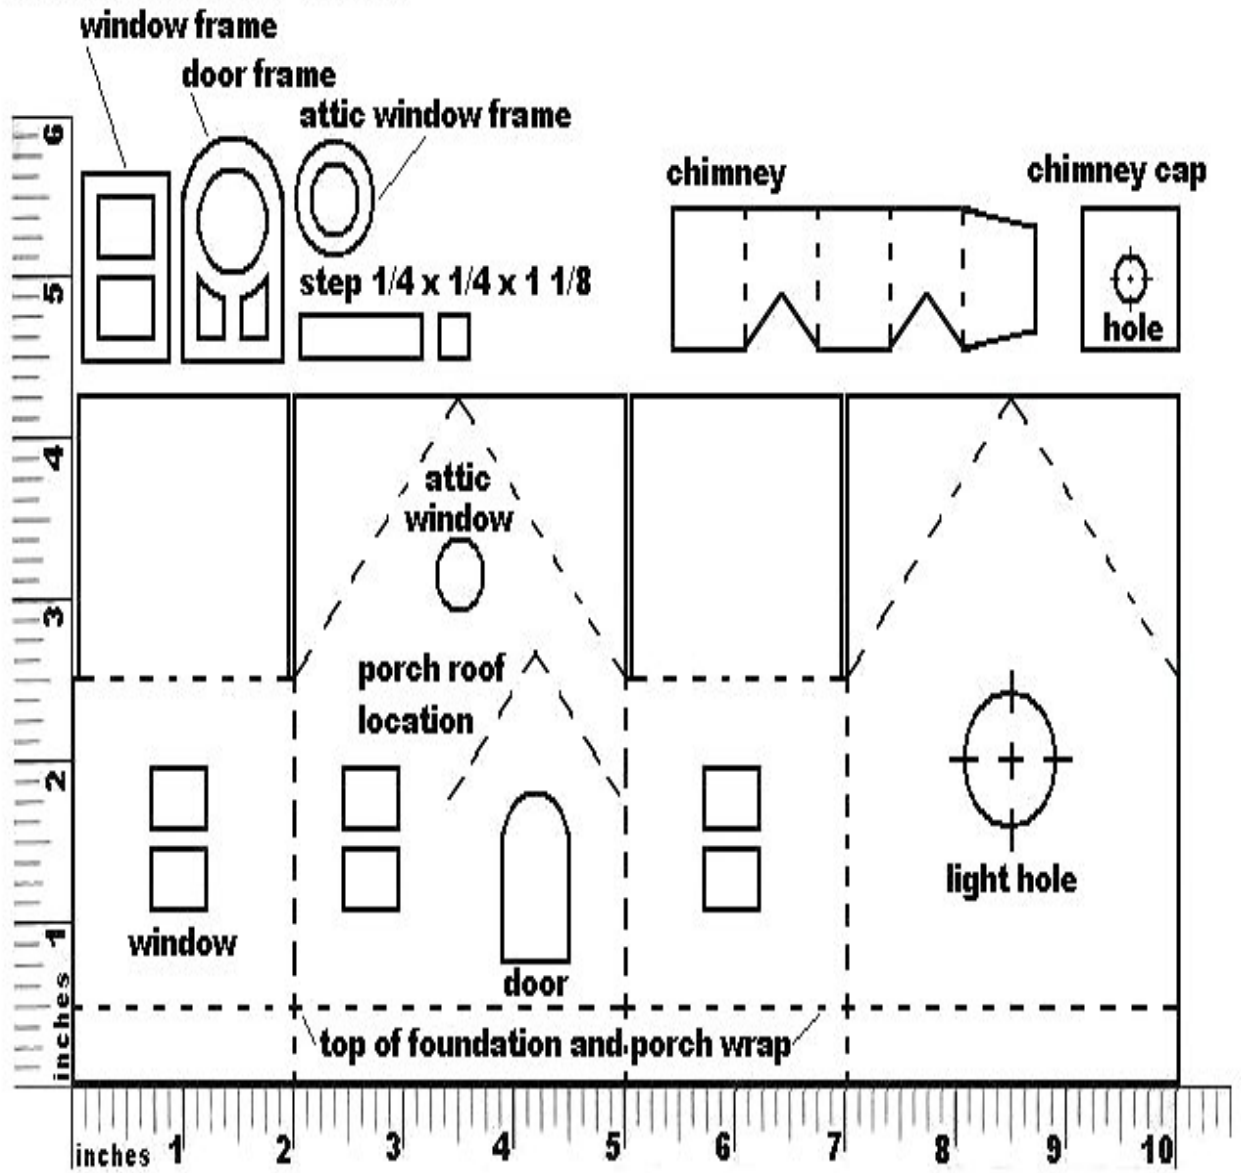 window frame
door frame
attic window frame
chimney
chimney cap
step 1/4 x 1/4 x 1 1/8
hole
attic
window
porch roof
location
light hole
window
door
top of foundation and porch wrap
6
5
4
3
2
1
inches
inches 1 2 3 4 5 6 7 8 9 10